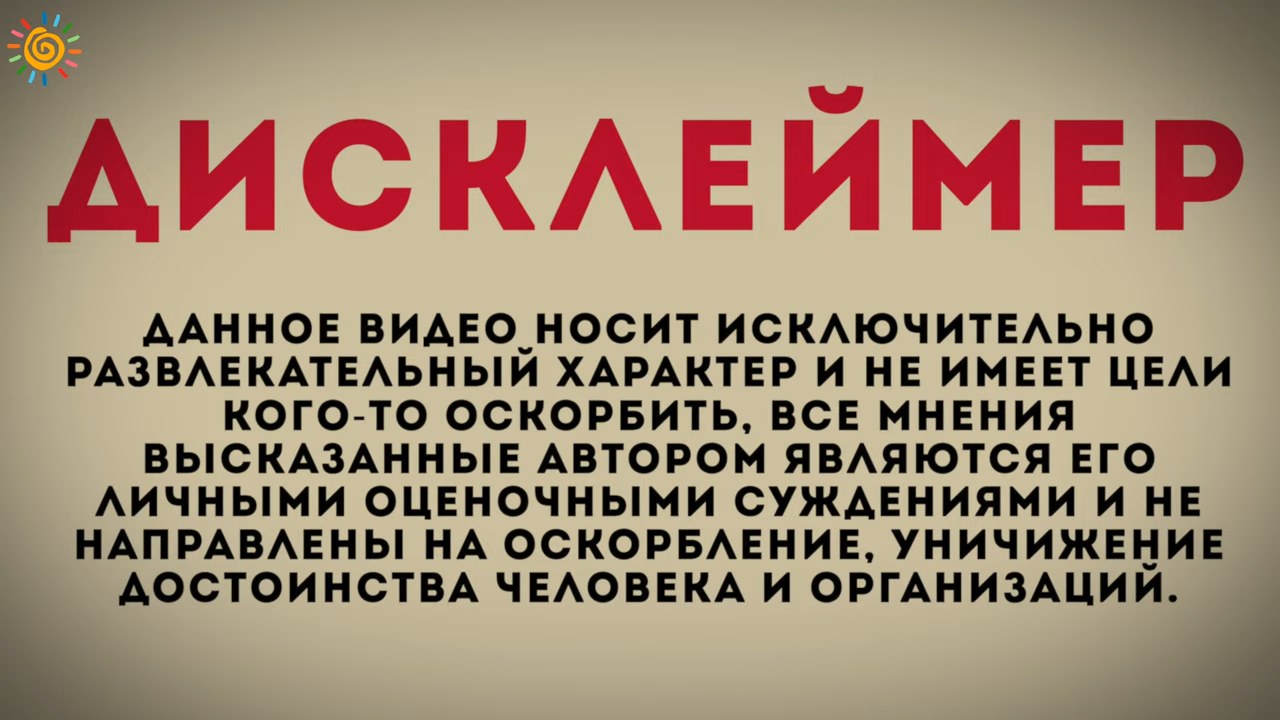 ДИСКЛЕЙМЕР
ДАННОЕ ВИДЕО НОСИТ ИСКЛЮЧИТЕЛЬНО
РАЗВЛЕКАТЕЛЬНЫЙ ХАРАКТЕР И НЕ ИМЕЕТ ЦЕЛИ
КОГО-ТО ОСКОРБИТЬ, ВСЕ МНЕНИЯ
ВЫСКАЗАННЫЕ АВТОРОМ ЯВЛЯЮТСЯ ЕГО
ЛИЧНЫМИ ОЦЕНОЧНЫМИ СУЖДЕНИЯМИ И НЕ
НАПРАВЛЕНЫ НА ОСКОРБЛЕНИЕ, УНИЧИЖЕНИЕ
ДОСТОИНСТВА ЧЕЛОВЕКА И ОРГАНИЗАЦИЙ.